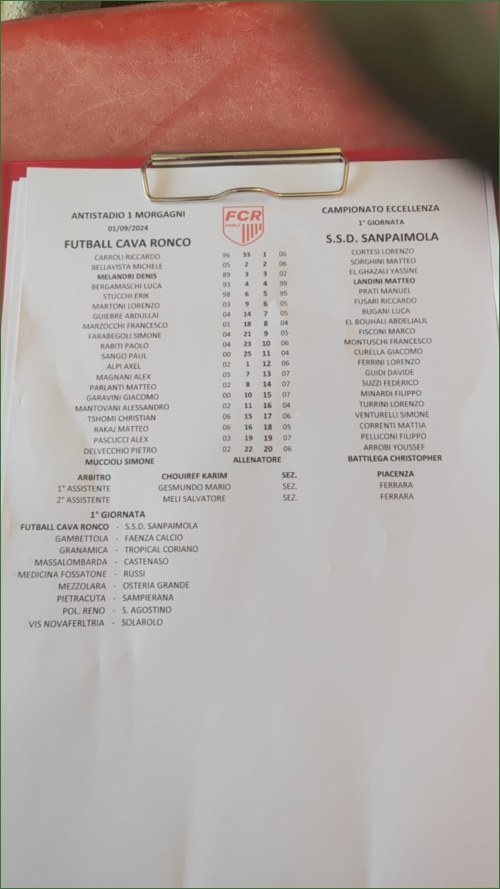 ANTISTADIO 1 MORGAGNI FCR CAMPIONATO ECCELLENZA
01/09/2024 FORLI 1° GIORNATA
FUTBALL CAVA RONCO S.S.D. SANPAIMOLA
CARROLI RICCARDO 96 33 1 06 CORTESI LORENZO
BELLAVISTA MICHELE 05 2 2 06 SORGHINI MATTEO
MELANDRI DENIS 89 3 3 02 EL GHAZALI YASSINE
BERGAMASCHI LUCA 93 4 4 99 LANDINI MATTEO
STUCCHI ERIK 98 6 5 95 PRATI MANUEL
MARTONI LORENZO 03 9 6 05 FUSARI RICCARDO
GUIEBRE ABDULLAI 04 14 7 05 BUGANI LUCA
MARZOCCHI FRANCESCO 01 18 8 04 EL BOUHALI ABDELJALIL
FARABEGOLI SIMONE 04 21 9 05 FISCONI MARCO
RABITI PAOLO 04 23 10 06 MONTUSCHI FRANCESCO
SANGO PAUL 00 25 11 04 CURELLA GIACOMO
ALPI AXEL 02 1 12 06 FERRINI LORENZO
MAGNANI ALEX 05 7 13 07 GUIDI DAVIDE
PARLANTI MATTEO 02 8 14 07 SUZZI FEDERICO
GARAVINI GIACOMO 00 10 15 07 MINARDI FILIPPO
MANTOVANI ALESSANDRO 02 11 16 04 TURRINI LORENZO
TSHOMI CHRISTIAN 06 15 17 06 VENTURELLI SIMONE
RAKAJ MATTEO 06 16 18 05 CORRENTI MATTIA
PASCUCCI ALEX 03 19 19 07 PELLICONI FILIPPO
DELVECCHIO PIETRO 02 22 20 06 ARROBI YOUSSEF
MUCCIOLI SIMONE ALLENATORE BATTILEGA CHRISTOPHER
ARBITRO CHOUIREF KARIM SEZ. PIACENZA
1° ASSISTENTE GESMUNDO MARIO SEZ. FERRARA
2° ASSISTENTE MELI SALVATORE SEZ. FERRARA
1° GIORNATA
FUTBALL CAVA RONCO - S.S.D. SANPAIMOLA
GAMBETTOLA - FAENZA CALCIO
GRANAMICA - TROPICAL CORIANO
MASSALOMBARDA - CASTENASO
MEDICINA FOSSATONE - RUSSI
MEZZOLARA - OSTERIA GRANDE
PIETRACUTA - SAMPIERANA
POL. RENO - S. AGOSTINO
VIS NOVAFERLTRIA - SOLAROLO